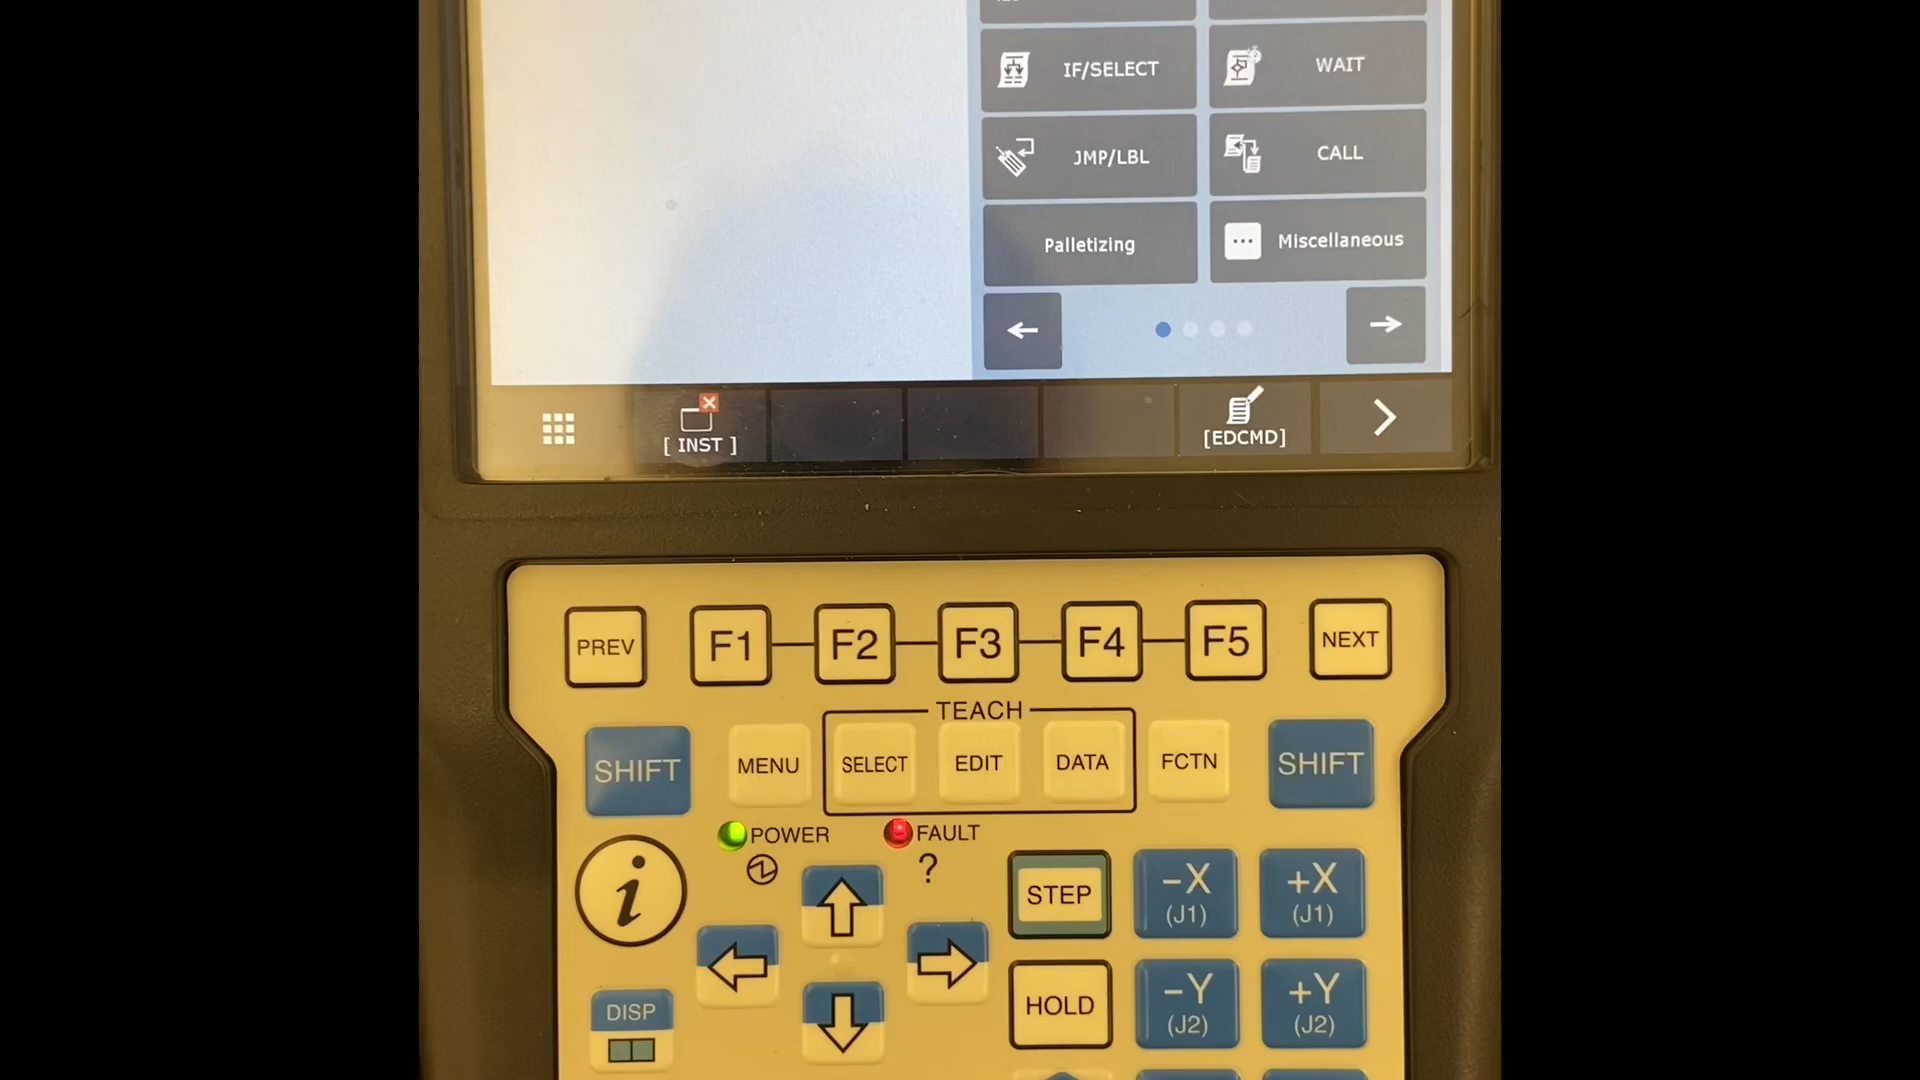 IF/SELECT WAIT
JMP/LBL CALL
Palletizing Miscellaneous
[ INST ] [EDCMD]
PREV F1 F2 F3 F4 F5 NEXT
TEACH
SHIFT MENU SELECT EDIT DATA FCTN SHIFT
POWER FAULT
?
i STEP -X +X
(J1) (J1)
DISP HOLD -Y +Y
(J2) (J2)